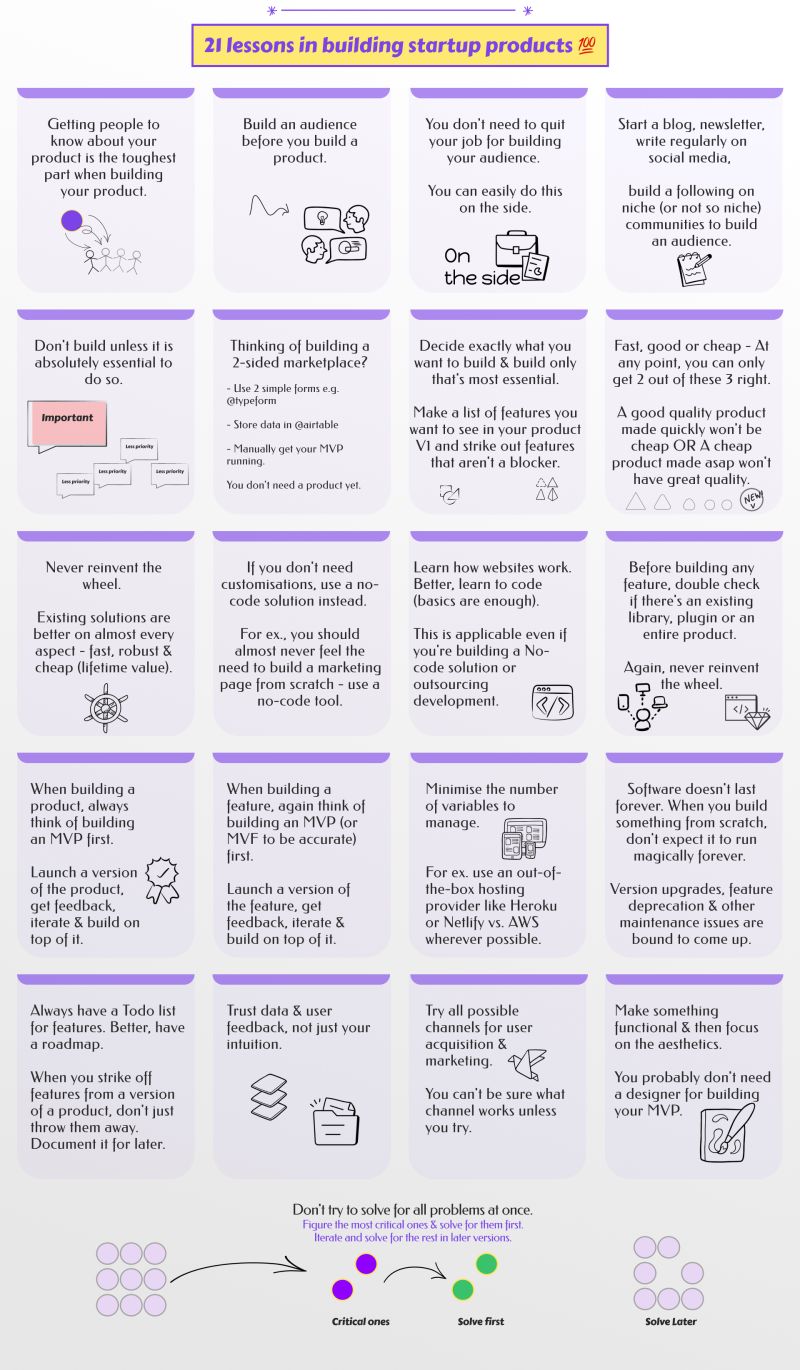 21 lessons in building startup products 💯
Getting people to
know about your
product is the toughest
part when building
your product.
Build an audience
before you build a
product.
You don't need to quit
your job for building
your audience.
You can easily do this
on the side.
On
the side
Start a blog, newsletter,
write regularly on
social media,
build a following on
niche (or not so niche)
communities to build
an audience.
Don't build unless it is
absolutely essential to
do so.
Important
Less priority
Less priority
Less priority
Less priority
Thinking of building a
2-sided marketplace?
- Use 2 simple forms e.g.
@typeform
- Store data in @airtable
- Manually get your MVP
running.
You don't need a product yet.
Decide exactly what you
want to build & build only
that's most essential.
Make a list of features you
want to see in your product
V1 and strike out features
that aren't a blocker.
Fast, good or cheap - At
any point, you can only
get 2 out of these 3 right.
A good quality product
made quickly won't be
cheap OR A cheap
product made asap won't
have great quality.
NEW!
Never reinvent the
wheel.
Existing solutions are
better on almost every
aspect - fast, robust &
cheap (lifetime value).
If you don't need
customisations, use a no-
code solution instead.
For ex., you should
almost never feel the
need to build a marketing
page from scratch - use a
no-code tool.
Learn how websites work.
Better, learn to code
(basics are enough).
This is applicable even if
you're building a No-
code solution or
outsourcing
development.
Before building any
feature, double check
if there's an existing
library, plugin or an
entire product.
Again, never reinvent
the wheel.
When building a
product, always
think of building
an MVP first.
Launch a version
of the product,
get feedback,
iterate & build on
top of it.
When building a
feature, again think of
building an MVP (or
MVF to be accurate)
first.
Launch a version of
the feature, get
feedback, iterate &
build on top of it.
Minimise the number
of variables to
manage.
For ex. use an out-of-
the-box hosting
provider like Heroku
or Netlify vs. AWS
wherever possible.
Software doesn't last
forever. When you build
something from scratch,
don't expect it to run
magically forever.
Version upgrades, feature
deprecation & other
maintenance issues are
bound to come up.
Always have a Todo list
for features. Better, have
a roadmap.
When you strike off
features from a version
of a product, don't just
throw them away.
Document it for later.
Trust data & user
feedback, not just your
intuition.
Try all possible
channels for user
acquisition &
marketing.
You can't be sure what
channel works unless
you try.
Make something
functional & then focus
on the aesthetics.
You probably don't need
a designer for building
your MVP.
Don't try to solve for all problems at once.
Figure the most critical ones & solve for them first.
Iterate and solve for the rest in later versions.
Critical ones
Solve first
Solve Later